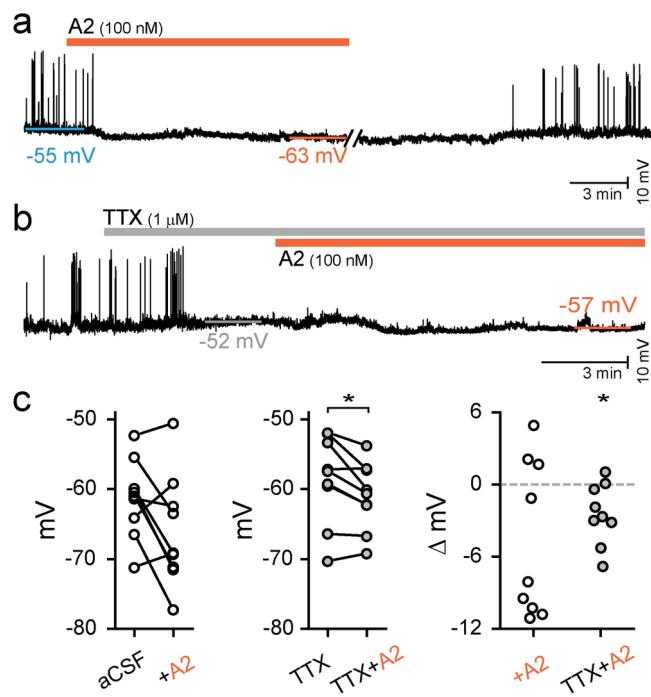 a
A2 (100 nM)
-55 mV
-63 mV
3 min
10 mV
b
TTX (1 μM)
A2 (100 nM)
-52 mV
-57 mV
3 min
10 mV
c
-50
-60
-70
-80
mV
aCSF
+A2
*
-50
-60
-70
-80
mV
TTX
TTX+A2
*
6
0
-6
-12
Δ mV
+A2
TTX+A2